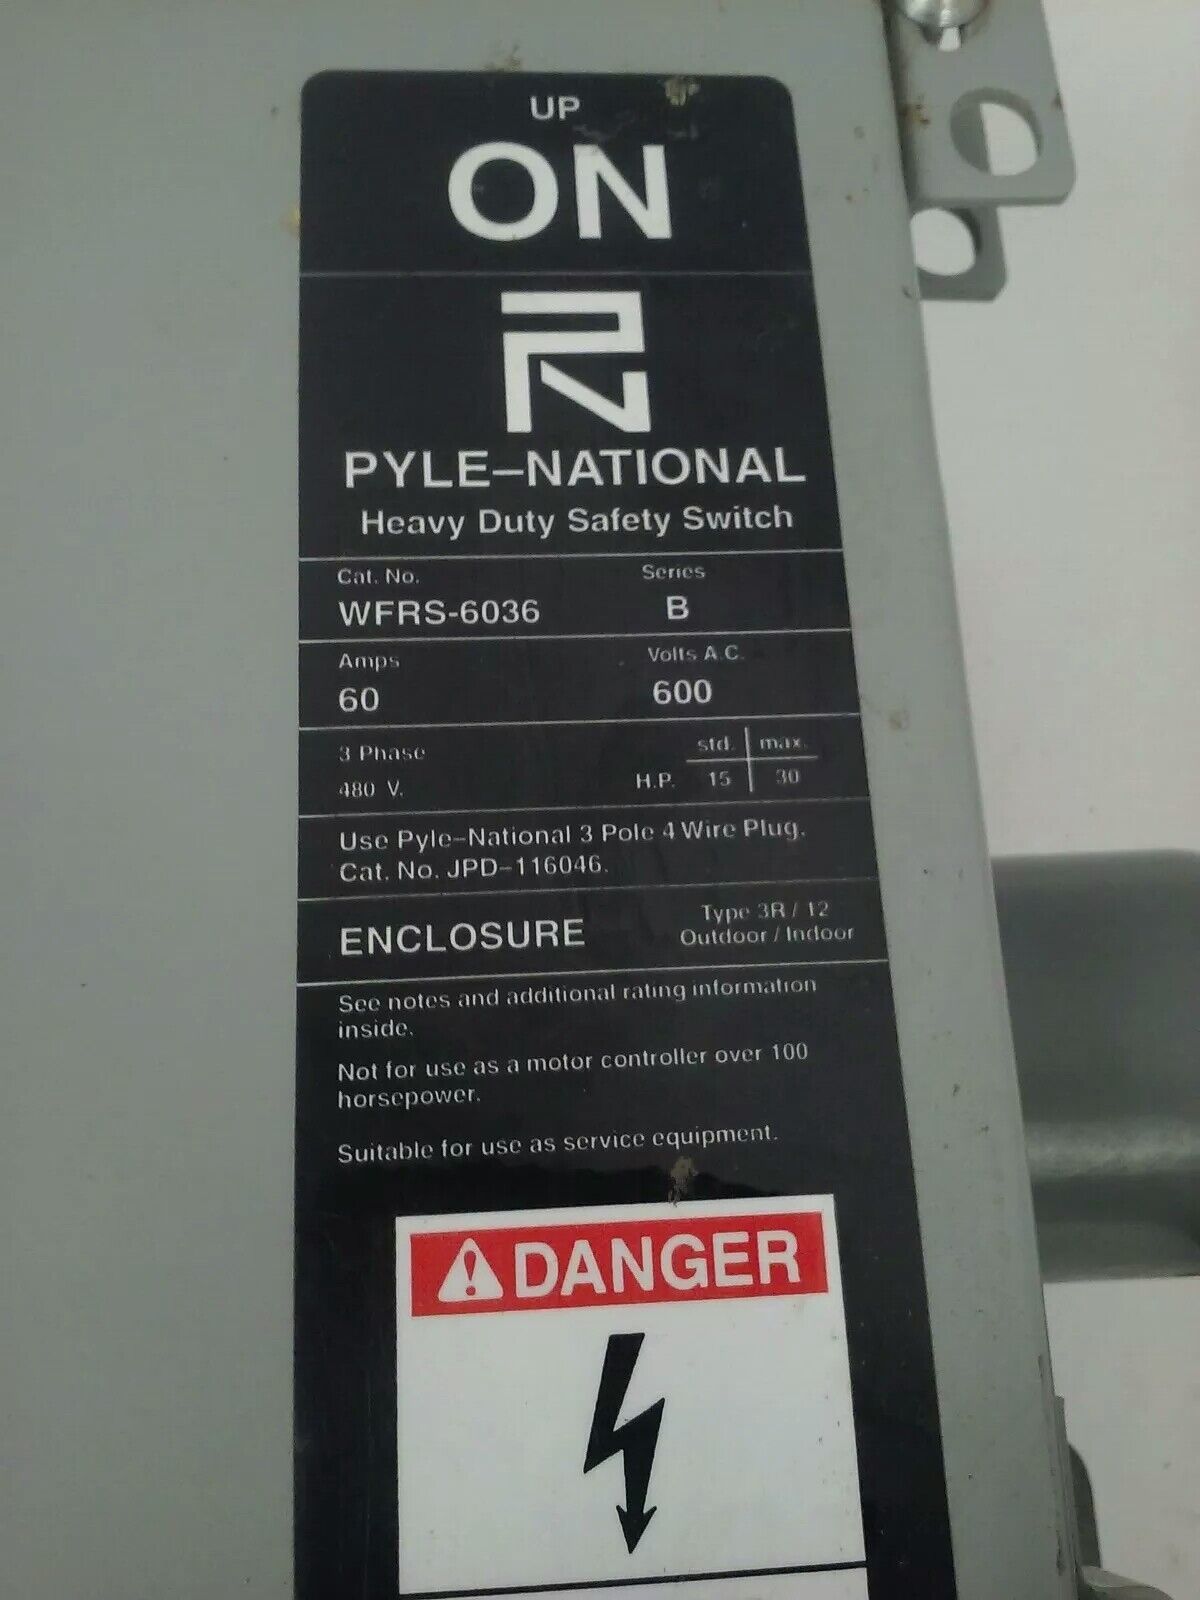 UP
ON
PYLE–NATIONAL
Heavy Duty Safety Switch
Cat. No. Series
WFRS-6036 B
Amps Volts A.C.
60 600
3 Phase std. max.
480 V. H.P. 15 30
Use Pyle–National 3 Pole 4 Wire Plug.
Cat. No. JPD–116046.
ENCLOSURE Type 3R / 12
Outdoor / Indoor
See notes and additional rating information
inside.
Not for use as a motor controller over 100
horsepower.
Suitable for use as service equipment.
DANGER